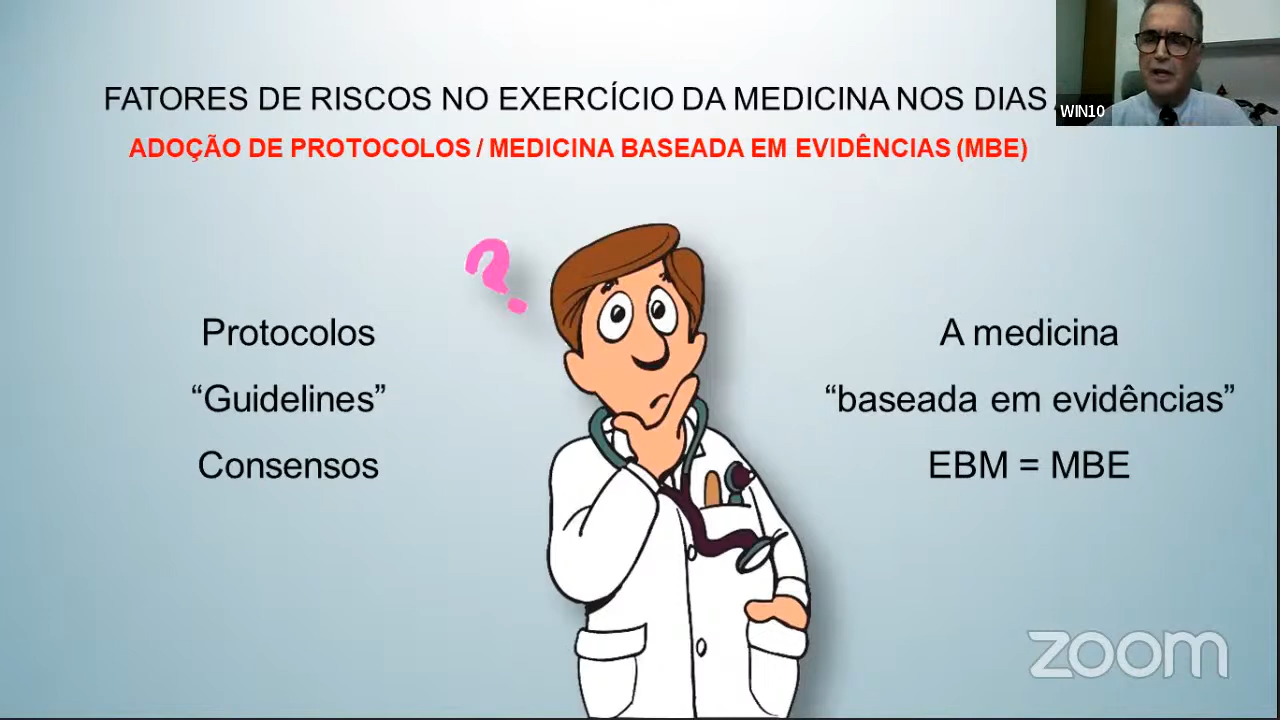 FATORES DE RISCOS NO EXERCÍCIO DA MEDICINA NOS DIAS
WIN10
ADOÇÃO DE PROTOCOLOS / MEDICINA BASEADA EM EVIDÊNCIAS (MBE)
?
Protocolos
“Guidelines”
Consensos
A medicina
“baseada em evidências”
EBM = MBE
zoom